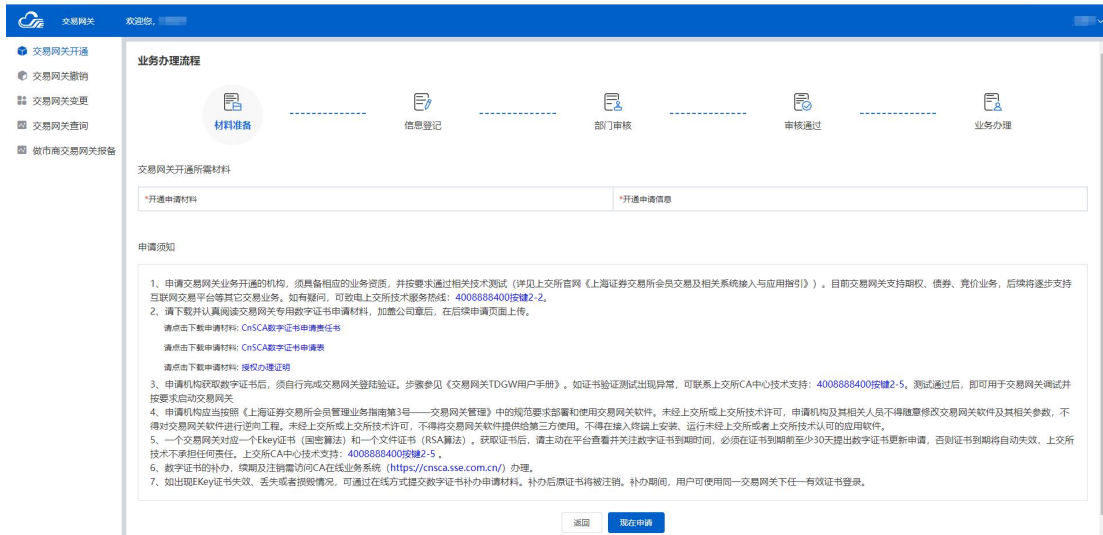 交易网关
欢迎您,
交易网关开通
交易网关撤销
交易网关变更
交易网关查询
做市商交易网关报备
业务办理流程
材料准备
信息登记
部门审核
审核通过
业务办理
交易网关开通所需材料
*开通申请材料
*开通申请信息
申请须知
1、申请交易网关业务开通的机构，须具备相应的业务资质，并按要求通过相关技术测试（详见上交所官网《上海证券交易所会员交易及相关系统接入与应用指引》）。目前交易网关支持期权、债券、竞价业务，后续将逐步支持
互联网交易平台等其它交易业务。如有疑问，可致电上交所技术服务热线：4008888400按键2-2。
2、请下载并认真阅读交易网关专用数字证书申请材料，加盖公司章后，在后续申请页面上传。
请点击下载申请材料: CnSCA数字证书申请责任书
请点击下载申请材料: CnSCA数字证书申请表
请点击下载申请材料: 授权办理证明
3、申请机构获取数字证书后，须自行完成交易网关登陆验证。步骤参见《交易网关TDGW用户手册》。如证书验证测试出现异常，可联系上交所CA中心技术支持：4008888400按键2-5。测试通过后，即可用于交易网关调试并
按要求启动交易网关
4、申请机构应当按照《上海证券交易所会员管理业务指南第3号——交易网关管理》中的规范要求部署和使用交易网关软件。未经上交所或上交所技术许可，申请机构及其相关人员不得随意修改交易网关软件及其相关参数，不得
对交易网关软件进行逆向工程。未经上交所或上交所技术许可，不得将交易网关软件提供给第三方使用。不得在接入终端上安装、运行未经上交所或者上交所技术认可的应用软件。
5、一个交易网关对应一个Ekey证书（国密算法）和一个文件证书（RSA算法）。获取证书后，请主动在平台查看并关注数字证书到期时间，必须在证书到期前至少30天提出数字证书更新申请，否则证书到期将自动失效，上交所
技术不承担任何责任。上交所CA中心技术支持：4008888400按键2-5 。
6、数字证书的补办，续期及注销需访问CA在线业务系统（https://cnsca.sse.com.cn/）办理。
7、如出现EKey证书失效、丢失或者损毁情况，可通过在线方式提交数字证书补办申请材料。补办后原证书将被注销。补办期间，用户可使用同一交易网关下任一有效证书登录。
返回
现在申请